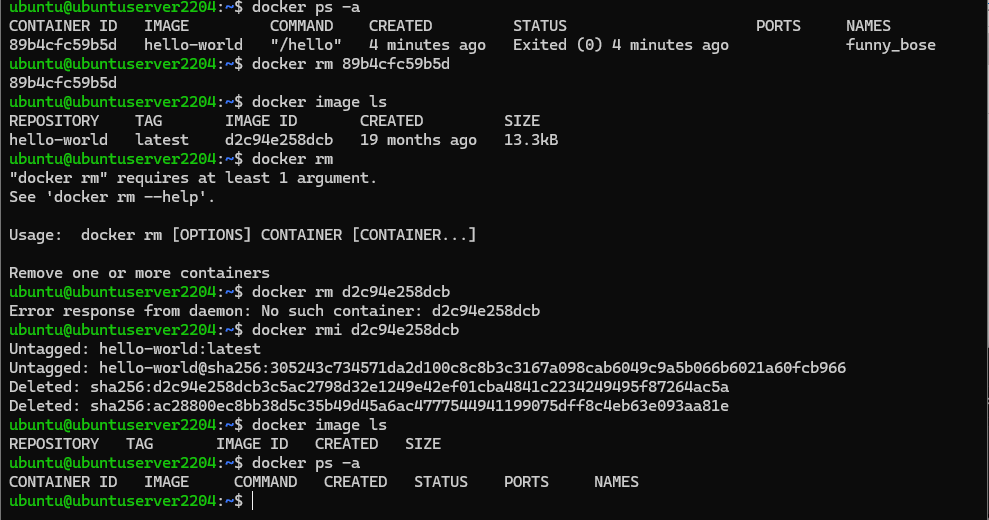 ubuntu@ubuntuserver2204:~$ docker ps -a
CONTAINER ID   IMAGE         COMMAND    CREATED         STATUS                     PORTS     NAMES
89b4cfc59b5d   hello-world   "/hello"   4 minutes ago   Exited (0) 4 minutes ago             funny_bose
ubuntu@ubuntuserver2204:~$ docker rm 89b4cfc59b5d
89b4cfc59b5d
ubuntu@ubuntuserver2204:~$ docker image ls
REPOSITORY    TAG       IMAGE ID       CREATED         SIZE
hello-world   latest    d2c94e258dcb   19 months ago   13.3kB
ubuntu@ubuntuserver2204:~$ docker rm
"docker rm" requires at least 1 argument.
See 'docker rm --help'.

Usage:  docker rm [OPTIONS] CONTAINER [CONTAINER...]

Remove one or more containers
ubuntu@ubuntuserver2204:~$ docker rm d2c94e258dcb
Error response from daemon: No such container: d2c94e258dcb
ubuntu@ubuntuserver2204:~$ docker rmi d2c94e258dcb
Untagged: hello-world:latest
Untagged: hello-world@sha256:305243c734571da2d100c8c8b3c3167a098cab6049c9a5b066b6021a60fcb966
Deleted: sha256:d2c94e258dcb3c5ac2798d32e1249e42ef01cba4841c2234249495f87264ac5a
Deleted: sha256:ac28800ec8bb38d5c35b49d45a6ac4777544941199075dff8c4eb63e093aa81e
ubuntu@ubuntuserver2204:~$ docker image ls
REPOSITORY   TAG       IMAGE ID   CREATED   SIZE
ubuntu@ubuntuserver2204:~$ docker ps -a
CONTAINER ID   IMAGE     COMMAND   CREATED   STATUS    PORTS     NAMES
ubuntu@ubuntuserver2204:~$